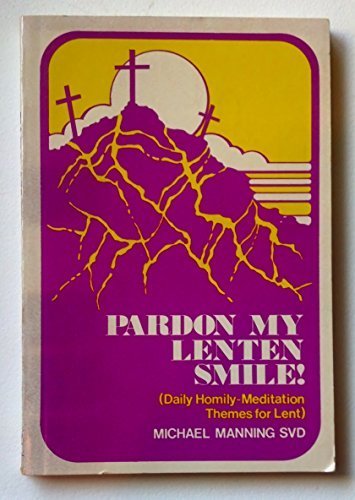 PARDON MY
LENTEN
SMILE!
(Daily Homily-Meditation
Themes for Lent)
MICHAEL MANNING SVD